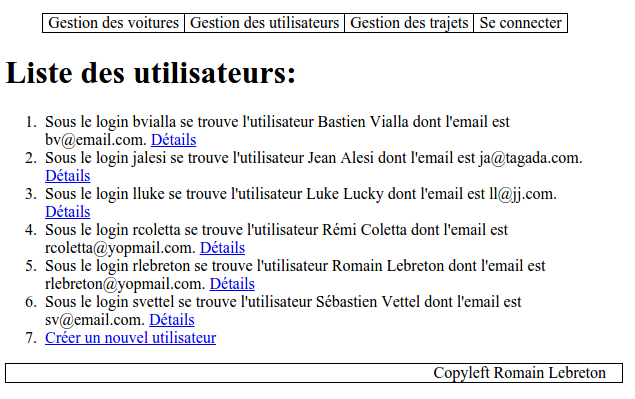 Gestion des voitures Gestion des utilisateurs Gestion des trajets Se connecter
Liste des utilisateurs:
1. Sous le login bvialla se trouve l'utilisateur Bastien Vialla dont l'email est
bv@email.com. Détails
2. Sous le login jalesi se trouve l'utilisateur Jean Alesi dont l'email est ja@tagada.com.
Détails
3. Sous le login lluke se trouve l'utilisateur Luke Lucky dont l'email est ll@jj.com.
Détails
4. Sous le login rcoletta se trouve l'utilisateur Rémi Coletta dont l'email est
rcoletta@yopmail.com. Détails
5. Sous le login rlebreton se trouve l'utilisateur Romain Lebreton dont l'email est
rlebreton@yopmail.com. Détails
6. Sous le login svettel se trouve l'utilisateur Sébastien Vettel dont l'email est
sv@email.com. Détails
7. Créer un nouvel utilisateur
Copyleft Romain Lebreton